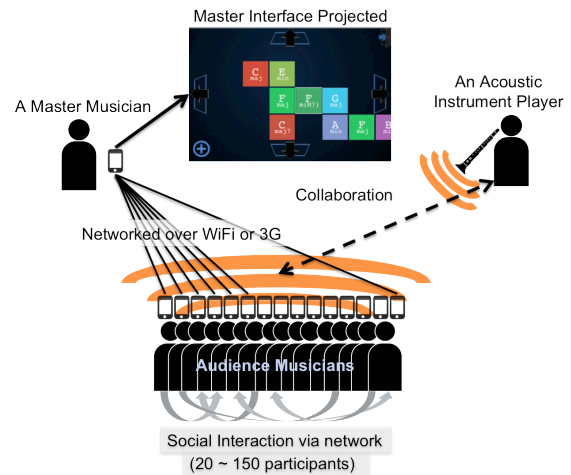 Master Interface Projected
A Master Musician
An Acoustic
Instrument Player
C
maj
E
min
F
maj
F
m(M7)
G
maj
C
maj7
A
min
F
maj
B
Collaboration
Networked over WiFi or 3G
Audience Musicians
Social Interaction via network
(20 ~ 150 participants)